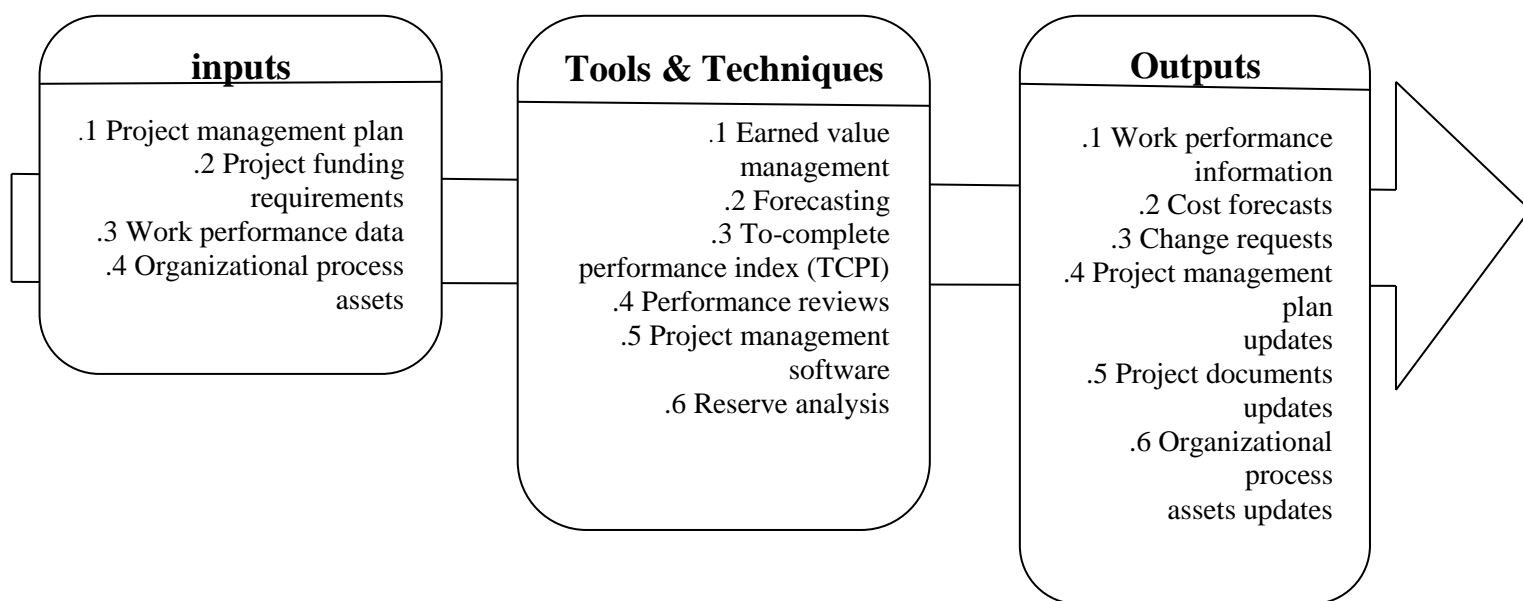 inputs
.1 Project management plan
.2 Project funding
requirements
.3 Work performance data
.4 Organizational process
assets
Tools & Techniques
.1 Earned value
management
.2 Forecasting
.3 To-complete
performance index (TCPI)
.4 Performance reviews
.5 Project management
software
.6 Reserve analysis
Outputs
.1 Work performance
information
.2 Cost forecasts
.3 Change requests
.4 Project management
plan
updates
.5 Project documents
updates
.6 Organizational
process
assets updates